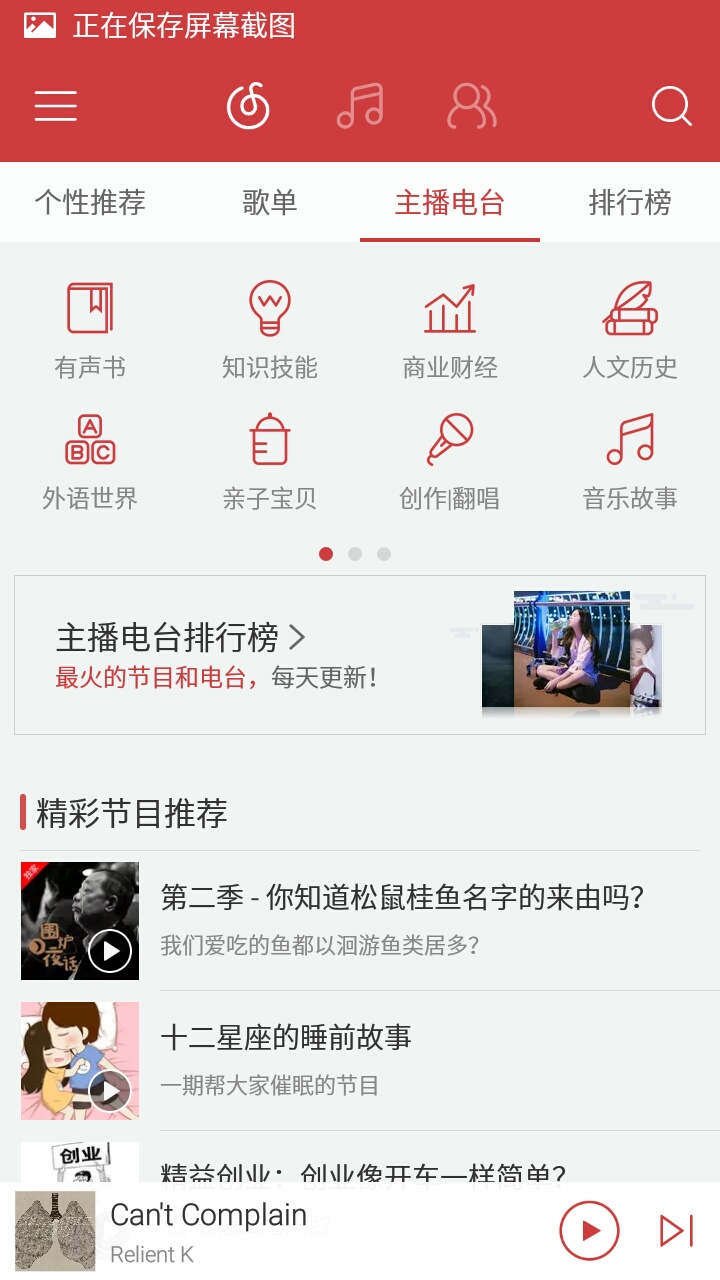 正在保存屏幕截图
个性推荐 歌单 主播电台 排行榜
有声书 知识技能 商业财经 人文历史
A
B C
外语世界 亲子宝贝 创作|翻唱 音乐故事
主播电台排行榜
最火的节目和电台，每天更新！
精彩节目推荐
独家
围炉夜话
第二季 - 你知道松鼠桂鱼名字的来由吗？
我们爱吃的鱼都以洄游鱼类居多？
十二星座的睡前故事
一期帮大家催眠的节目
创业
精益创业：创业像开车一样简单？
Can't Complain
Relient K